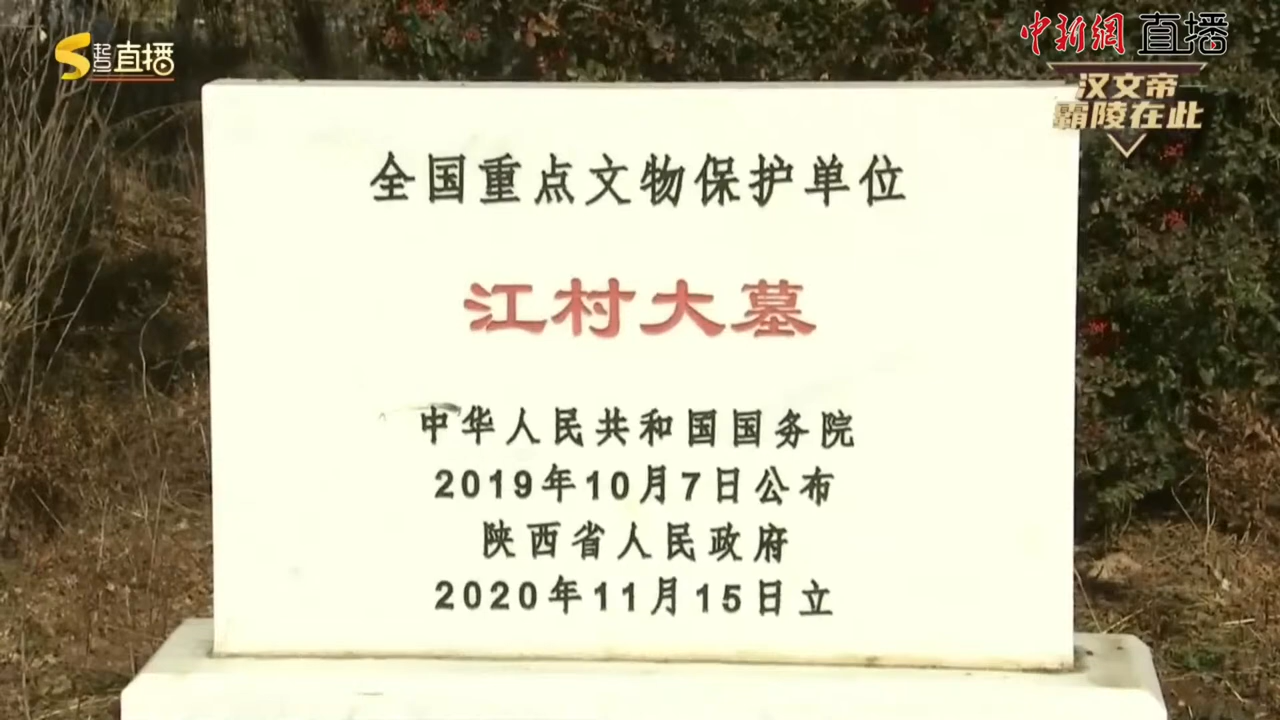 直播
中新網 直播
汉文帝
霸陵在此
全国重点文物保护单位
江村大墓
中华人民共和国国务院
2019年10月7日公布
陕西省人民政府
2020年11月15日立